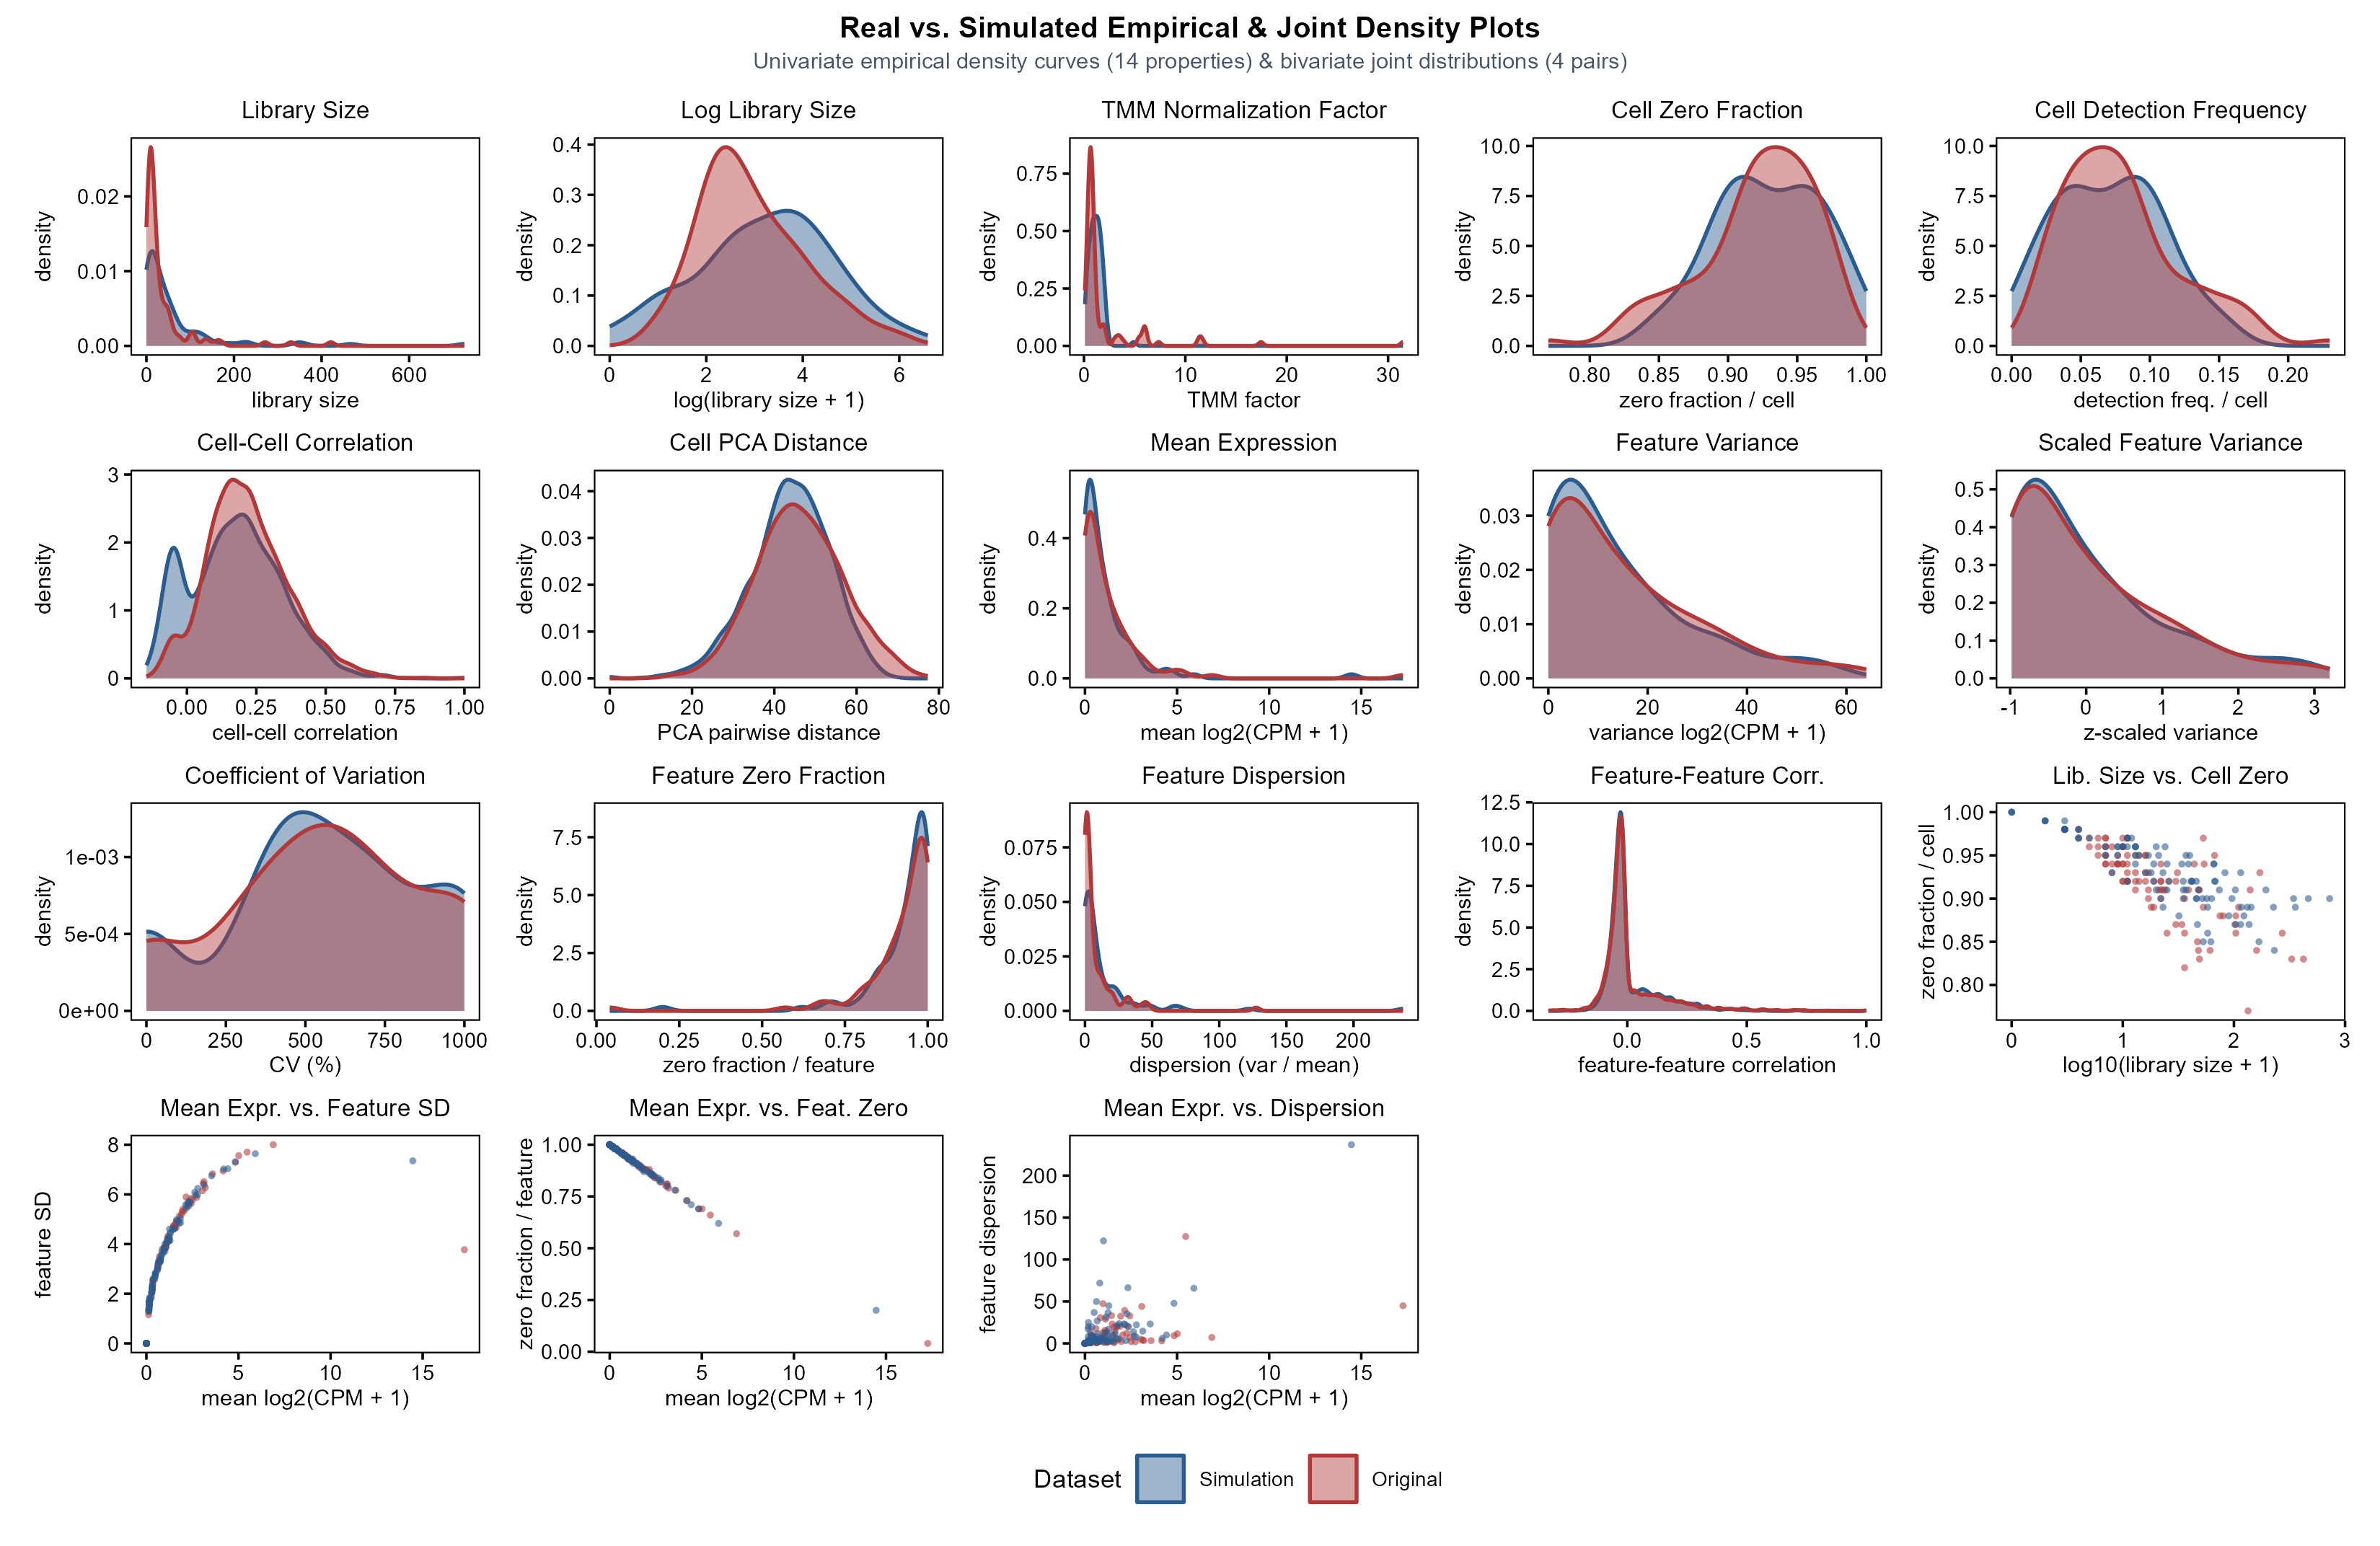 Real vs. Simulated Empirical & Joint Density Plots
Univariate empirical density curves (14 properties) & bivariate joint distributions (4 pairs)
Library Size
density
0.02
0.01
0.00
0 200 400 600
library size
Log Library Size
density
0.4
0.3
0.2
0.1
0.0
0 2 4 6
log(library size + 1)
TMM Normalization Factor
density
0.75
0.50
0.25
0.00
0 10 20 30
TMM factor
Cell Zero Fraction
density
10.0
7.5
5.0
2.5
0.0
0.80 0.85 0.90 0.95 1.00
zero fraction / cell
Cell Detection Frequency
density
10.0
7.5
5.0
2.5
0.0
0.00 0.05 0.10 0.15 0.20
detection freq. / cell
Cell-Cell Correlation
density
3
2
1
0
0.00 0.25 0.50 0.75 1.00
cell-cell correlation
Cell PCA Distance
density
0.04
0.03
0.02
0.01
0.00
0 20 40 60 80
PCA pairwise distance
Mean Expression
density
0.4
0.2
0.0
0 5 10 15
mean log2(CPM + 1)
Feature Variance
density
0.03
0.02
0.01
0.00
0 20 40 60
variance log2(CPM + 1)
Scaled Feature Variance
density
0.5
0.4
0.3
0.2
0.1
0.0
-1 0 1 2 3
z-scaled variance
Coefficient of Variation
density
1e-03
5e-04
0e+00
0 250 500 750 1000
CV (%)
Feature Zero Fraction
density
7.5
5.0
2.5
0.0
0.00 0.25 0.50 0.75 1.00
zero fraction / feature
Feature Dispersion
density
0.075
0.050
0.025
0.000
0 50 100 150 200
dispersion (var / mean)
Feature-Feature Corr.
density
12.5
10.0
7.5
5.0
2.5
0.0
0.0 0.5 1.0
feature-feature correlation
Lib. Size vs. Cell Zero
zero fraction / cell
1.00
0.95
0.90
0.85
0.80
0 1 2 3
log10(library size + 1)
Mean Expr. vs. Feature SD
feature SD
8
6
4
2
0
0 5 10 15
mean log2(CPM + 1)
Mean Expr. vs. Feat. Zero
zero fraction / feature
1.00
0.75
0.50
0.25
0.00
0 5 10 15
mean log2(CPM + 1)
Mean Expr. vs. Dispersion
feature dispersion
200
150
100
50
0
0 5 10 15
mean log2(CPM + 1)
Dataset Simulation Original